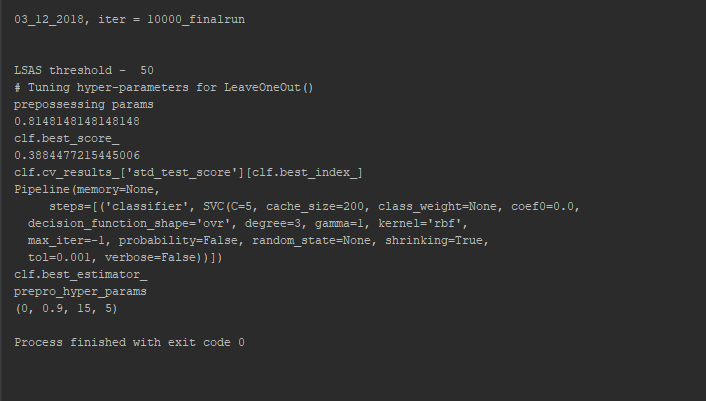 03_12_2018, iter = 10000_finalrun
LSAS threshold -  50
# Tuning hyper-parameters for LeaveOneOut()
prepossessing params
0.8148148148148148
clf.best_score_
0.3884477215445006
clf.cv_results_['std_test_score'][clf.best_index_]
Pipeline(memory=None,
     steps=[('classifier', SVC(C=5, cache_size=200, class_weight=None, coef0=0.0,
  decision_function_shape='ovr', degree=3, gamma=1, kernel='rbf',
  max_iter=-1, probability=False, random_state=None, shrinking=True,
  tol=0.001, verbose=False))])
clf.best_estimator_
prepro_hyper_params
(0, 0.9, 15, 5)
Process finished with exit code 0